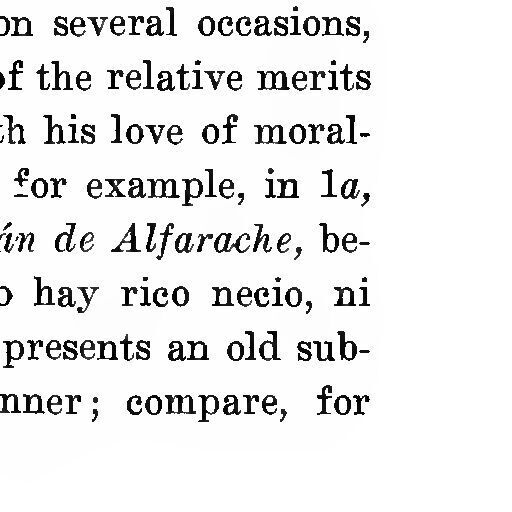 on several occasions,
of the relative merits
th his love of moral-
for example, in 1a,
án de Alfarache, be-
o hay rico necio, ni
presents an old sub-
nner; compare, for